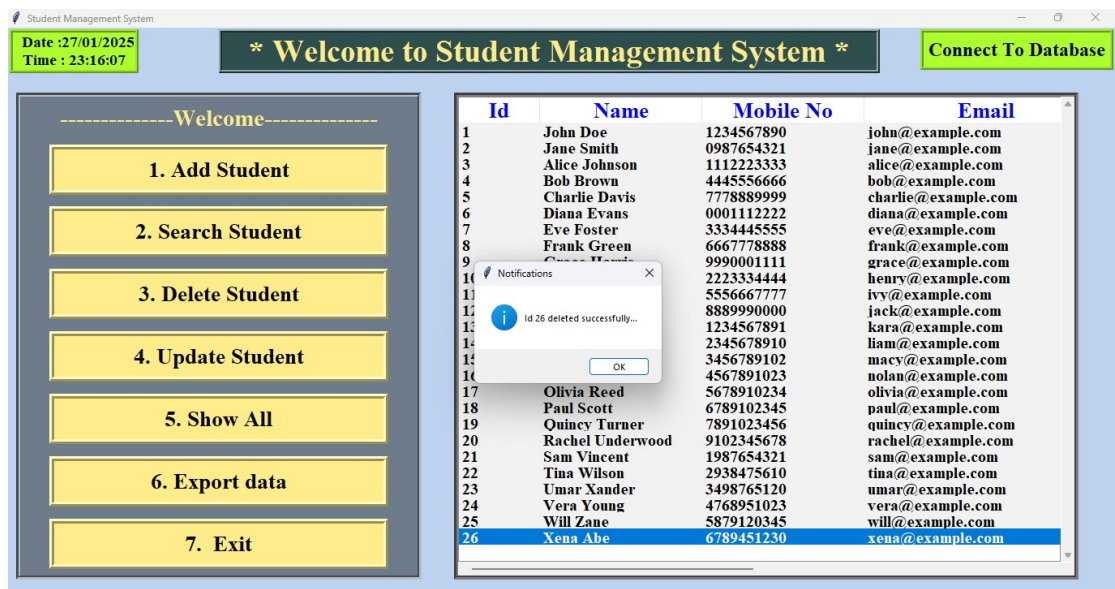 Student Management System
Date :27/01/2025
Time : 23:16:07
* Welcome to Student Management System *
Connect To Database
--------------Welcome--------------
1. Add Student
2. Search Student
3. Delete Student
4. Update Student
5. Show All
6. Export data
7. Exit
Id Name Mobile No Email
1 John Doe 1234567890 john@example.com
2 Jane Smith 0987654321 jane@example.com
3 Alice Johnson 1112223333 alice@example.com
4 Bob Brown 4445556666 bob@example.com
5 Charlie Davis 7778889999 charlie@example.com
6 Diana Evans 0001112222 diana@example.com
7 Eve Foster 3334445555 eve@example.com
8 Frank Green 6667778888 frank@example.com
9 9990001111 grace@example.com
2223334444 henry@example.com
5556667777 ivy@example.com
8889990000 jack@example.com
1234567891 kara@example.com
2345678910 liam@example.com
3456789102 macy@example.com
4567891023 nolan@example.com
17 Olivia Reed 5678910234 olivia@example.com
18 Paul Scott 6789102345 paul@example.com
19 Quincy Turner 7891023456 quincy@example.com
20 Rachel Underwood 9102345678 rachel@example.com
21 Sam Vincent 1987654321 sam@example.com
22 Tina Wilson 2938475610 tina@example.com
23 Umar Xander 3498765120 umar@example.com
24 Vera Young 4768951023 vera@example.com
25 Will Zane 5879120345 will@example.com
26 Xena Abe 6789451230 xena@example.com
Notifications
Id 26 deleted successfully...
OK